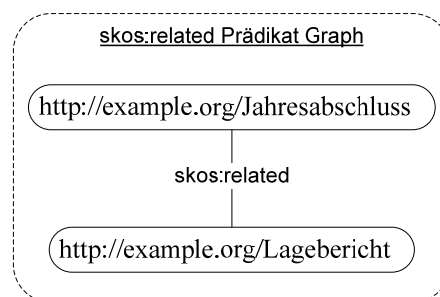 skos:related Prädikat Graph
http://example.org/Jahresabschluss
skos:related
http://example.org/Lagebericht